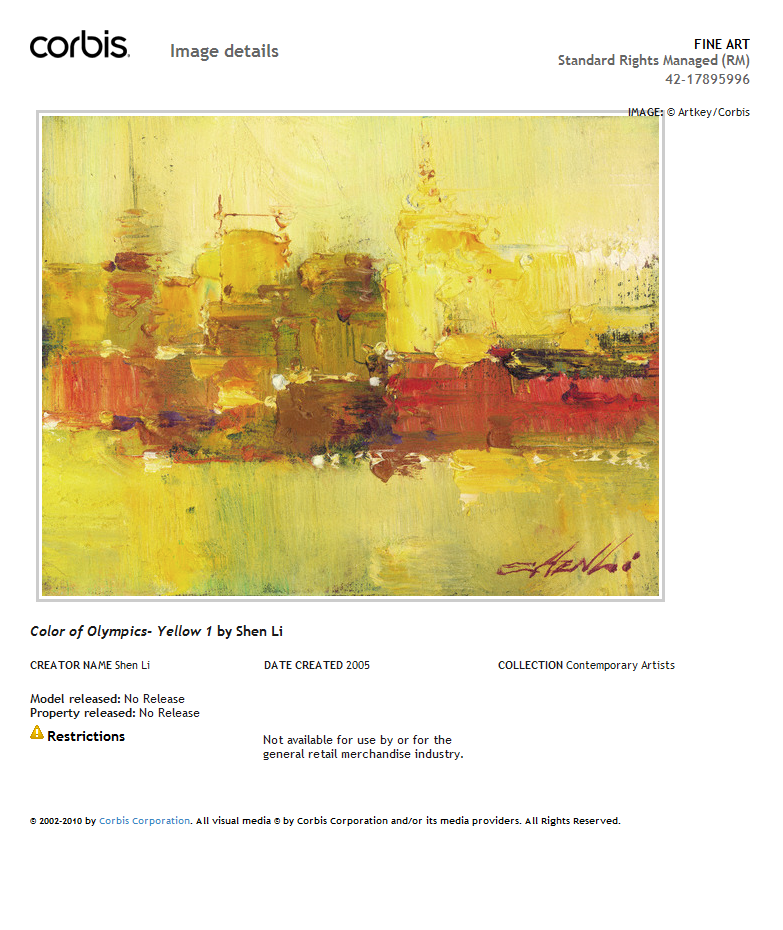 corbis.
Image details
FINE ART
Standard Rights Managed (RM)
42-17895996
IMAGE: © Artkey/Corbis
SHEN Li
Color of Olympics- Yellow 1 by Shen Li
CREATOR NAME Shen Li
DATE CREATED 2005
COLLECTION Contemporary Artists
Model released: No Release
Property released: No Release
Restrictions
Not available for use by or for the
general retail merchandise industry.
© 2002-2010 by Corbis Corporation. All visual media © by Corbis Corporation and/or its media providers. All Rights Reserved.